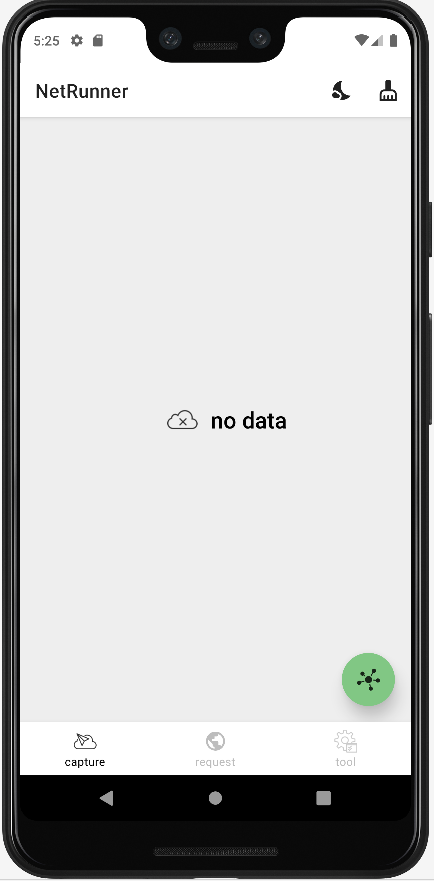 5:25
NetRunner
no data
capture
request
tool